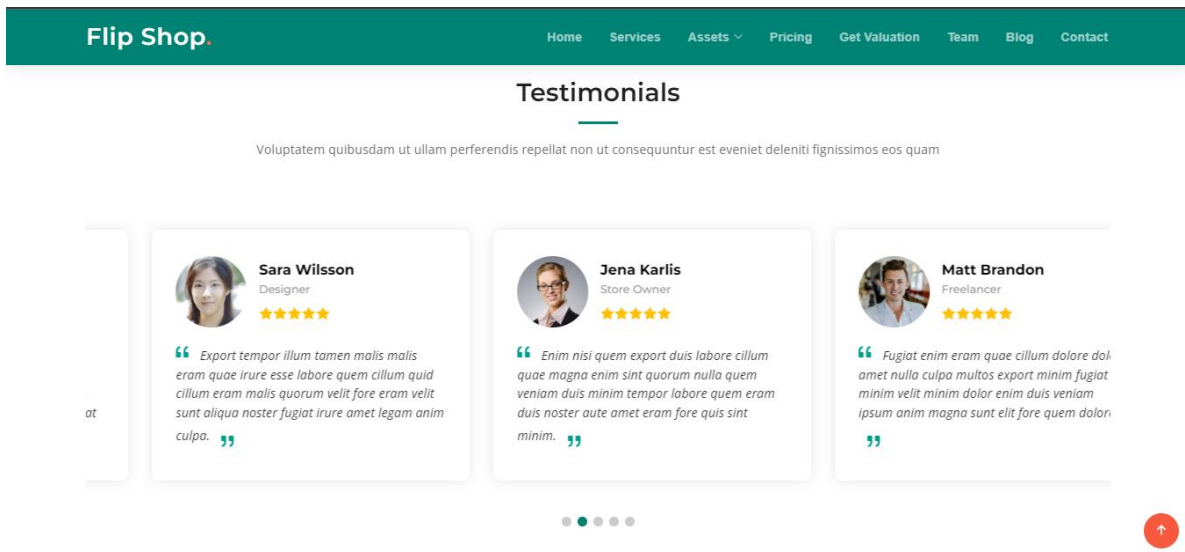 Flip Shop.
Home Services Assets Pricing Get Valuation Team Blog Contact
Testimonials
Voluptatem quibusdam ut ullam perferendis repellat non ut consequuntur est eveniet deleniti fignissimos eos quam
at
Sara Wilsson
Designer
“ Export tempor illum tamen malis malis
eram quae irure esse labore quem cillum quid
cillum eram malis quorum velit fore eram velit
sunt aliqua noster fugiat irure amet legam anim
culpa. ”
Jena Karlis
Store Owner
“ Enim nisi quem export duis labore cillum
quae magna enim sint quorum nulla quem
veniam duis minim tempor labore quem eram
duis noster aute amet eram fore quis sint
minim. ”
Matt Brandon
Freelancer
“ Fugiat enim eram quae cillum dolore
amet nulla culpa multos export minim fugiat
minim velit minim dolor enim duis veniam
ipsum anim magna sunt elit fore quem
”